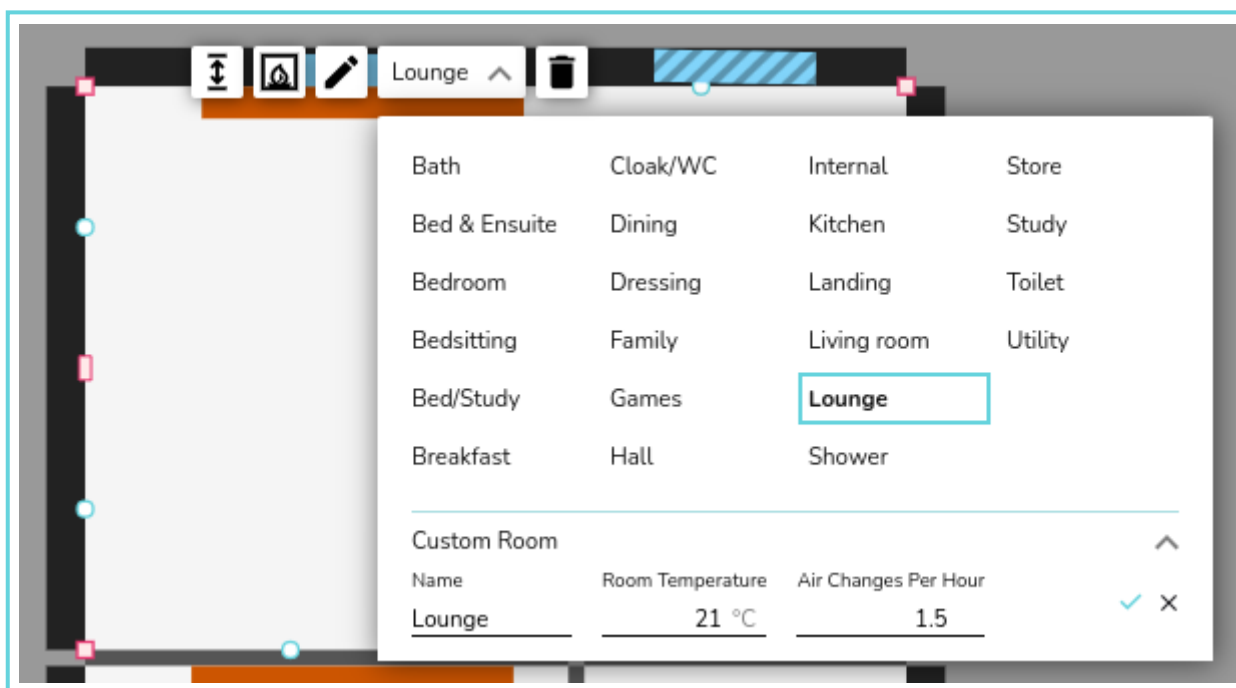 Lounge
Bath Cloak/WC Internal Store
Bed & Ensuite Dining Kitchen Study
Bedroom Dressing Landing Toilet
Bedsitting Family Living room Utility
Bed/Study Games Lounge
Breakfast Hall Shower
Custom Room
Name Room Temperature Air Changes Per Hour
Lounge 21 °C 1.5